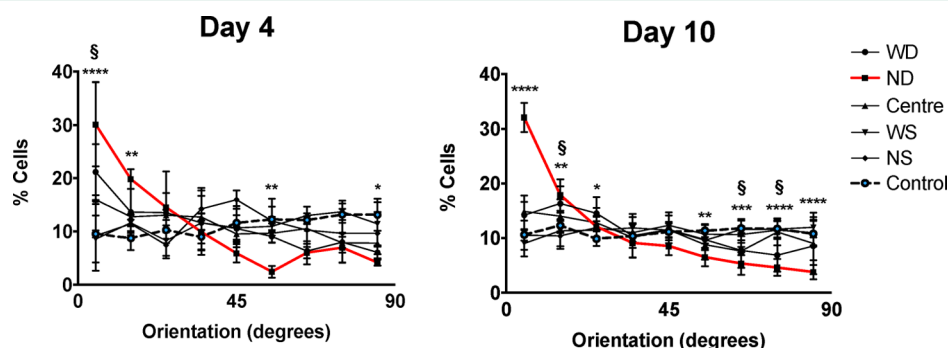 Day 4
§
****
**
**
*
40
30
20
10
0
% Cells
0
45
90
Orientation (degrees)
Day 10
****
§
**
*
**
§
***
§
****
****
40
30
20
10
0
% Cells
0
45
90
Orientation (degrees)
WD
ND
Centre
WS
NS
Control